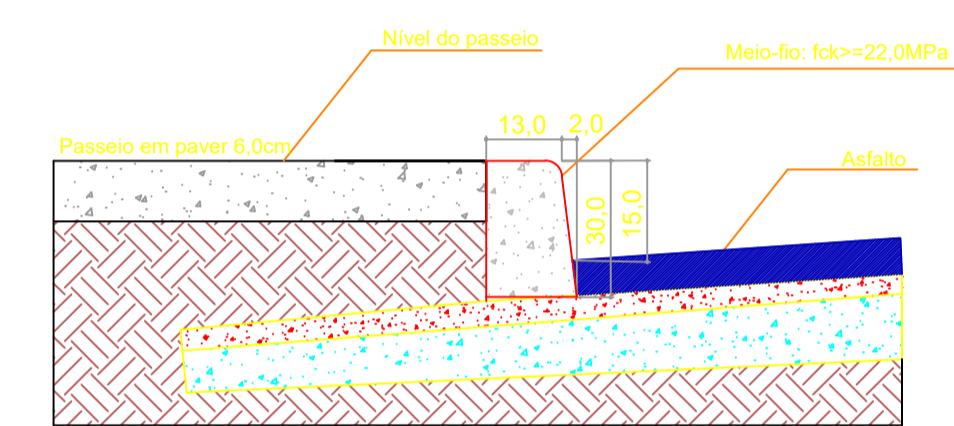 Nível do passeio
Meio-fio: fck>=22,0MPa
13,0
2,0
Passeio em paver 6,0cm
Asfalto
30,0
15,0